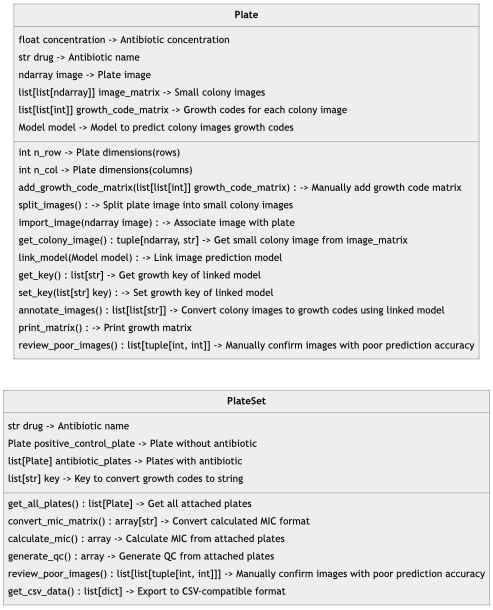 Plate
float concentration -> Antibiotic concentration
str drug -> Antibiotic name
ndarray image -> Plate image
list[list[ndarray]] image_matrix -> Small colony images
list[list[int]] growth_code_matrix -> Growth codes for each colony image
Model model -> Model to predict colony images growth codes
int n_row -> Plate dimensions(rows)
int n_col -> Plate dimensions(columns)
add_growth_code_matrix(list[list[int]] growth_code_matrix) : -> Manually add growth code matrix
split_images() : -> Split plate image into small colony images
import_image(ndarray image) : -> Associate image with plate
get_colony_image() : tuple[ndarray, str] -> Get small colony image from image_matrix
link_model(Model model) : -> Link image prediction model
get_key() : list[str] -> Get growth key of linked model
set_key(list[str] key) : -> Set growth key of linked model
annotate_images() : list[list[str]] -> Convert colony images to growth codes using linked model
print_matrix() : -> Print growth matrix
review_poor_images() : list[tuple[int, int]] -> Manually confirm images with poor prediction accuracy
PlateSet
str drug -> Antibiotic name
Plate positive_control_plate -> Plate without antibiotic
list[Plate] antibiotic_plates -> Plates with antibiotic
list[str] key -> Key to convert growth codes to string
get_all_plates() : list[Plate] -> Get all attached plates
convert_mic_matrix() : array[str] -> Convert calculated MIC format
calculate_mic() : array -> Calculate MIC from attached plates
generate_qc() : array -> Generate QC from attached plates
review_poor_images() : list[list[tuple[int, int]]] -> Manually confirm images with poor prediction accuracy
get_csv_data() : list[dict] -> Export to CSV-compatible format